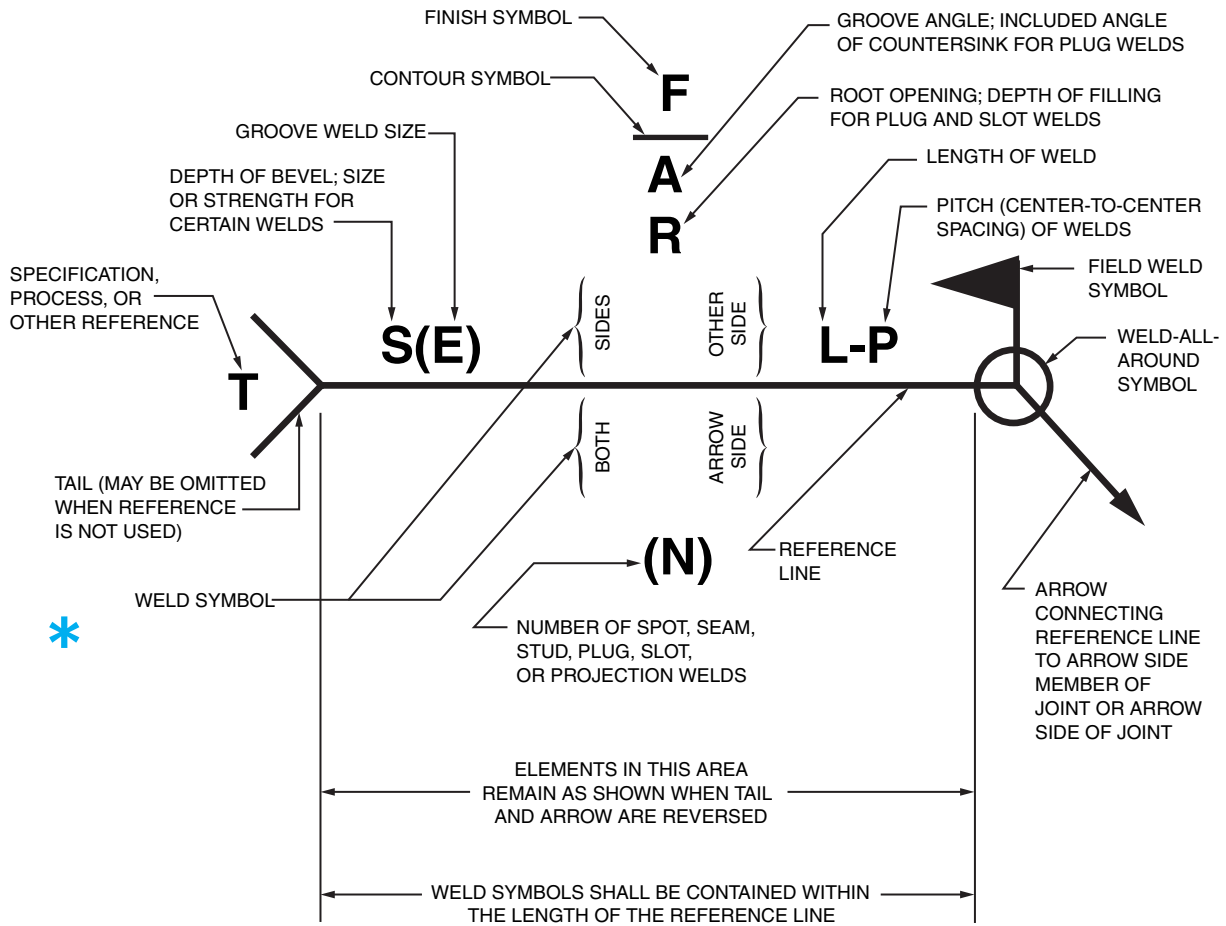 FINISH SYMBOL
F
GROOVE ANGLE; INCLUDED ANGLE
OF COUNTERSINK FOR PLUG WELDS
CONTOUR SYMBOL
A
ROOT OPENING; DEPTH OF FILLING
FOR PLUG AND SLOT WELDS
R
GROOVE WELD SIZE
LENGTH OF WELD
DEPTH OF BEVEL; SIZE
OR STRENGTH FOR
CERTAIN WELDS
PITCH (CENTER-TO-CENTER
SPACING) OF WELDS
SPECIFICATION,
PROCESS, OR
OTHER REFERENCE
FIELD WELD
SYMBOL
S(E)
SIDES
OTHER
SIDE
L-P
WELD-ALL-
AROUND
SYMBOL
T
BOTH
ARROW
SIDE
TAIL (MAY BE OMITTED
WHEN REFERENCE
IS NOT USED)
(N)
REFERENCE
LINE
WELD SYMBOL
*
NUMBER OF SPOT, SEAM,
STUD, PLUG, SLOT,
OR PROJECTION WELDS
ARROW
CONNECTING
REFERENCE LINE
TO ARROW SIDE
MEMBER OF
JOINT OR ARROW
SIDE OF JOINT
ELEMENTS IN THIS AREA
REMAIN AS SHOWN WHEN TAIL
AND ARROW ARE REVERSED
WELD SYMBOLS SHALL BE CONTAINED WITHIN
THE LENGTH OF THE REFERENCE LINE